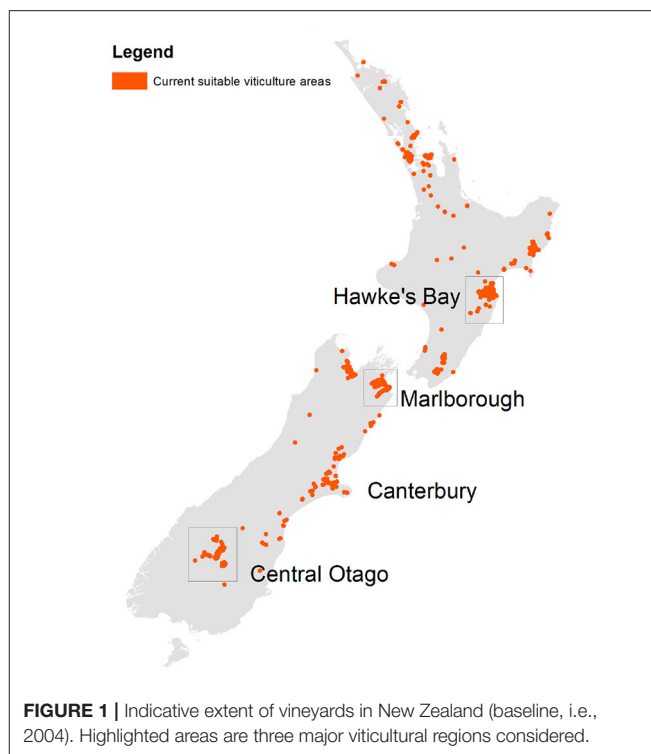 Legend
Current suitable viticulture areas
Hawke's Bay
Marlborough
Canterbury
Central Otago
FIGURE 1 | Indicative extent of vineyards in New Zealand (baseline, i.e.,
2004). Highlighted areas are three major viticultural regions considered.